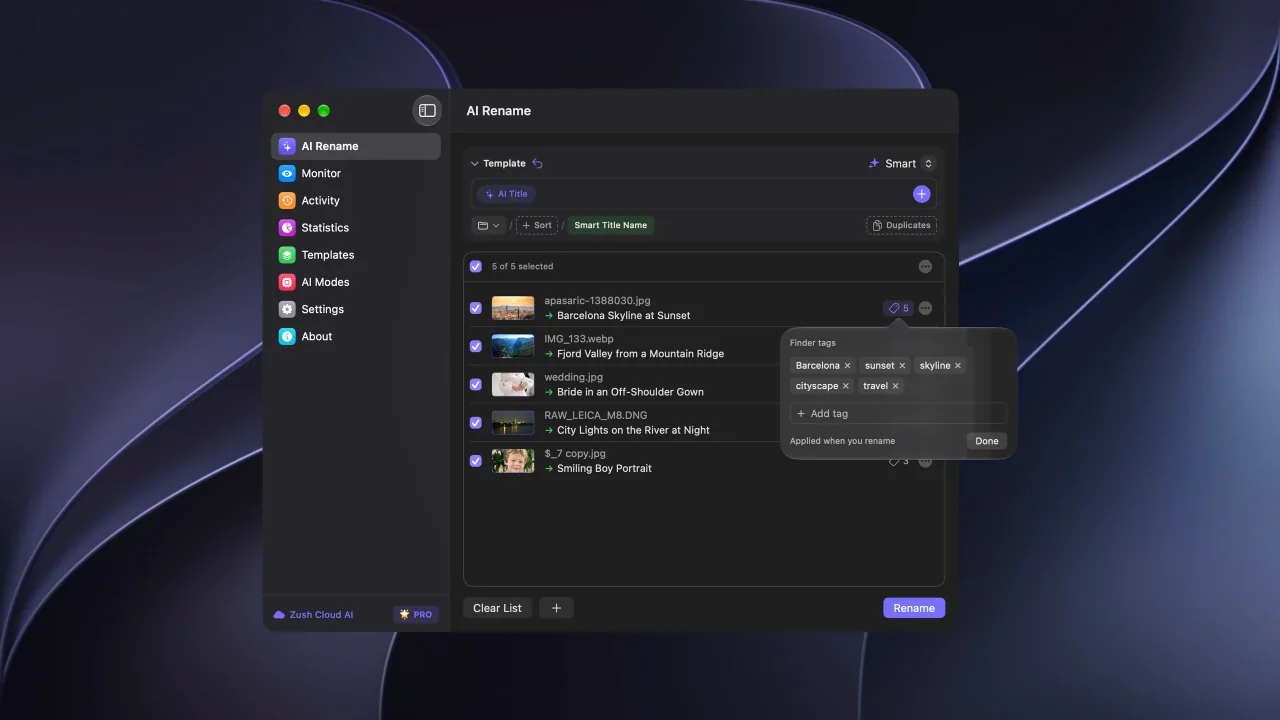 AI Rename
Monitor
Activity
Statistics
Templates
AI Modes
Settings
About
Zush Cloud AI
PRO
AI Rename
Template
Smart
AI Title
/ + Sort / Smart Title Name
Duplicates
5 of 5 selected
apasaric-1388030.jpg
→ Barcelona Skyline at Sunset
5
IMG_133.webp
→ Fjord Valley from a Mountain Ridge
wedding.jpg
→ Bride in an Off-Shoulder Gown
RAW_LEICA_M8.DNG
→ City Lights on the River at Night
$_7 copy.jpg
→ Smiling Boy Portrait
3
Finder tags
Barcelona × sunset × skyline ×
cityscape × travel ×
+ Add tag
Applied when you rename
Done
Clear List
+
Rename